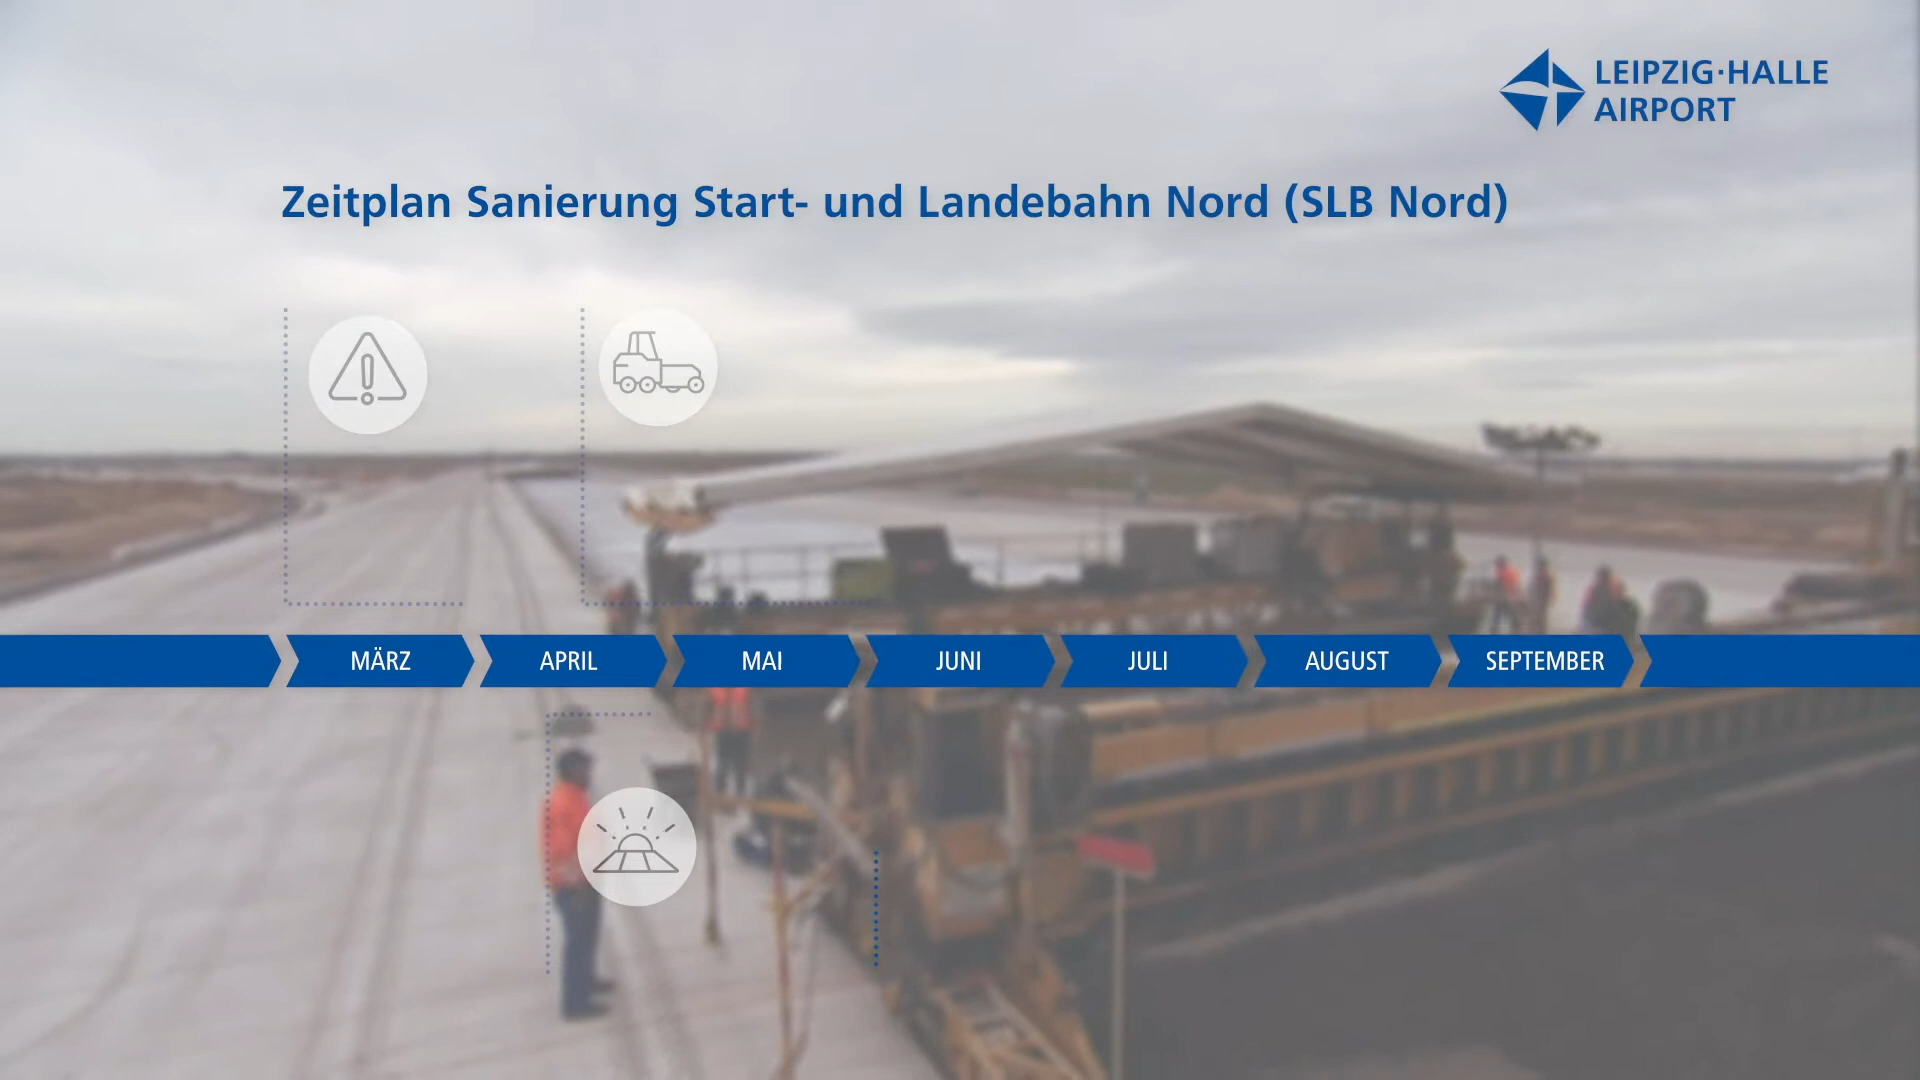 LEIPZIG·HALLE
AIRPORT
Zeitplan Sanierung Start- und Landebahn Nord (SLB Nord)
MÄRZ
APRIL
MAI
JUNI
JULI
AUGUST
SEPTEMBER